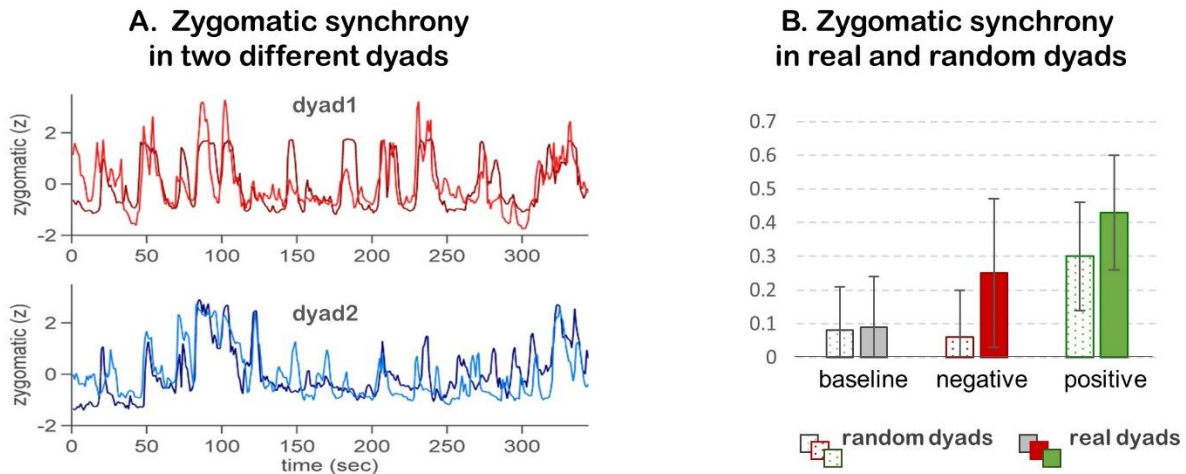 A. Zygomatic synchrony
in two different dyads
dyad1
zygomatic (z)
2
0
-2
0 50 100 150 200 250 300
dyad2
zygomatic (z)
2
0
-2
0 50 100 150 200 250 300
time (sec)
B. Zygomatic synchrony
in real and random dyads
0.7
0.6
0.5
0.4
0.3
0.2
0.1
0
baseline negative positive
random dyads real dyads